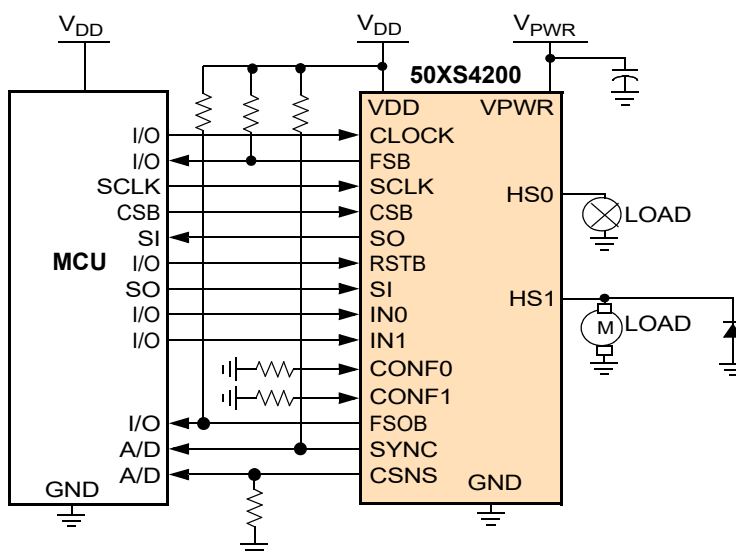 VDD
VDD
VPWR
50XS4200
VDD
VPWR
I/O
CLOCK
I/O
FSB
SCLK
SCLK
HS0
CSB
CSB
LOAD
SI
SO
MCU
I/O
RSTB
SO
SI
HS1
I/O
IN0
M
LOAD
I/O
IN1
CONF0
CONF1
I/O
FSOB
A/D
SYNC
A/D
CSNS
GND
GND